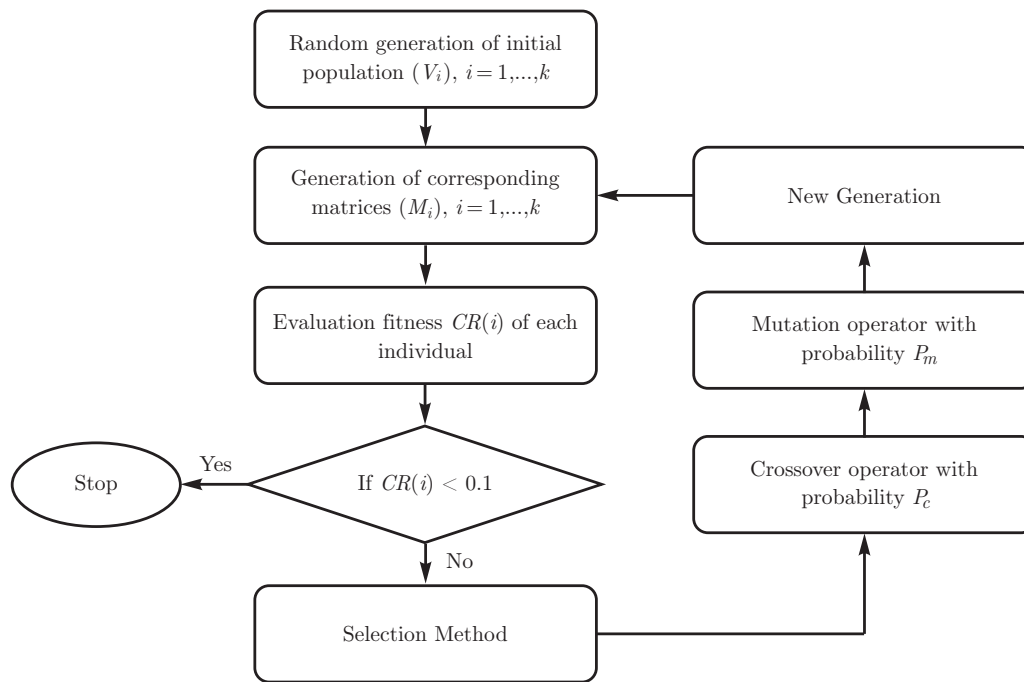 Random generation of initial
population (V_i), i = 1,...,k
Generation of corresponding
matrices (M_i), i = 1,...,k
New Generation
Evaluation fitness CR(i) of each
individual
Mutation operator with
probability P_m
Yes
Stop
If CR(i) < 0.1
Crossover operator with
probability P_c
No
Selection Method